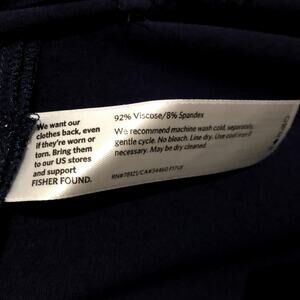 We want our
clothes back, even
if they're worn or
torn. Bring them
to our US stores
and support
FISHER FOUND.
92% Viscose/8% Spandex
We recommend machine wash cold, separately,
gentle cycle. No bleach. Line dry. Use cool iron if
necessary. May be dry cleaned.